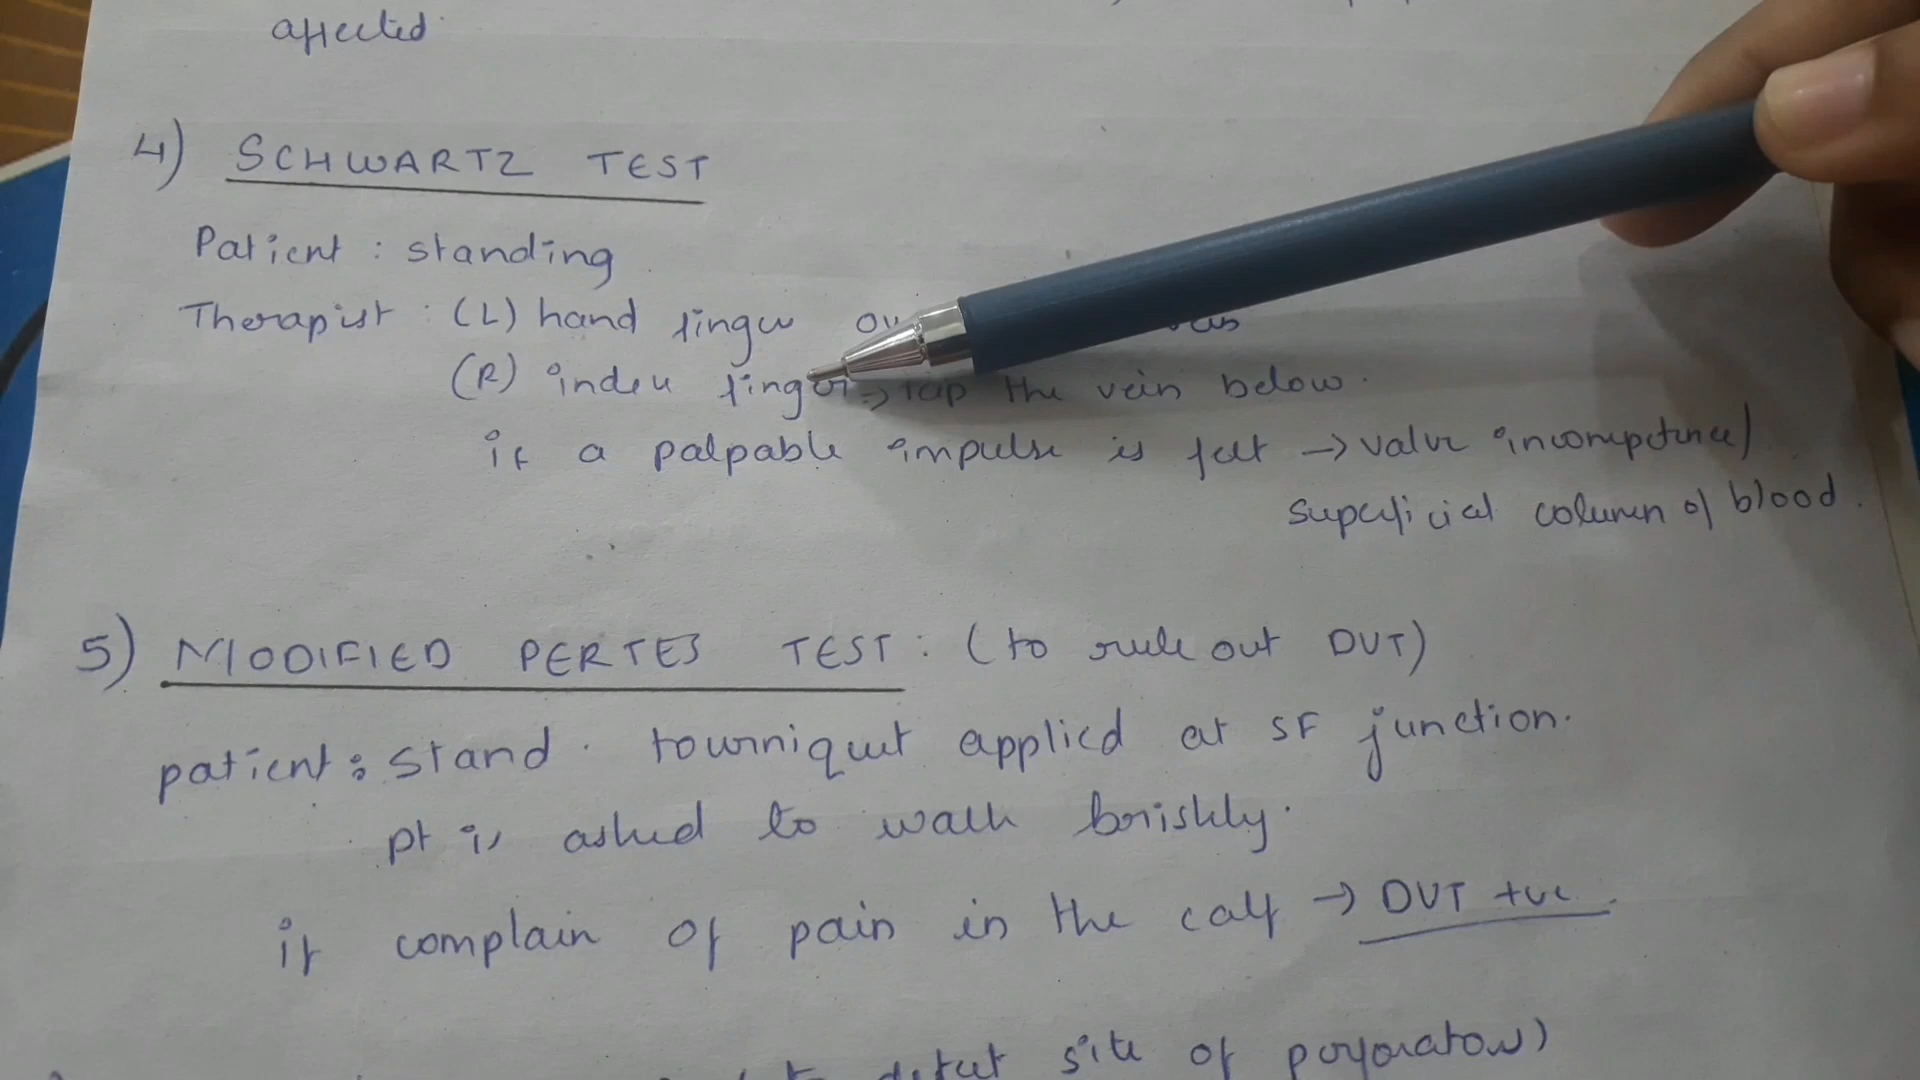 affected
4) SCHWARTZ TEST
Patient : standing
Therapist : (L) hand finger
(R) index finger => tap the vein below.
if a palpable impulse is felt → valve incompetence/
superficial column of blood.
5) MODIFIED PERTES TEST : (to rule out DVT)
patient : stand . tourniquet applied at SF junction.
pt is asked to walk briskly.
if complain of pain in the calf → DVT +ve.
detect site of perforators)